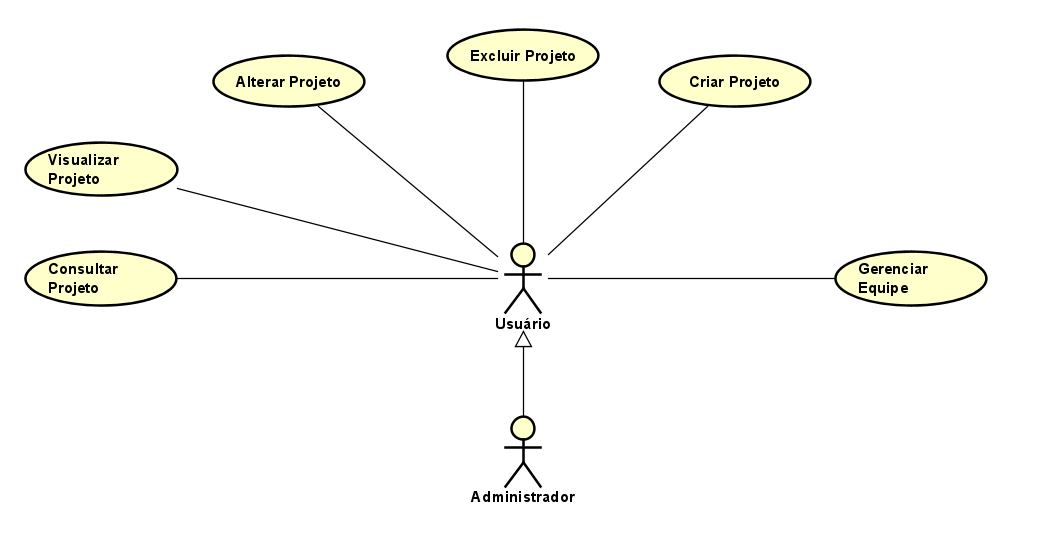 Excluir Projeto
Alterar Projeto
Criar Projeto
Visualizar
Projeto
Consultar
Projeto
Gerenciar
Equipe
Usuário
Administrador